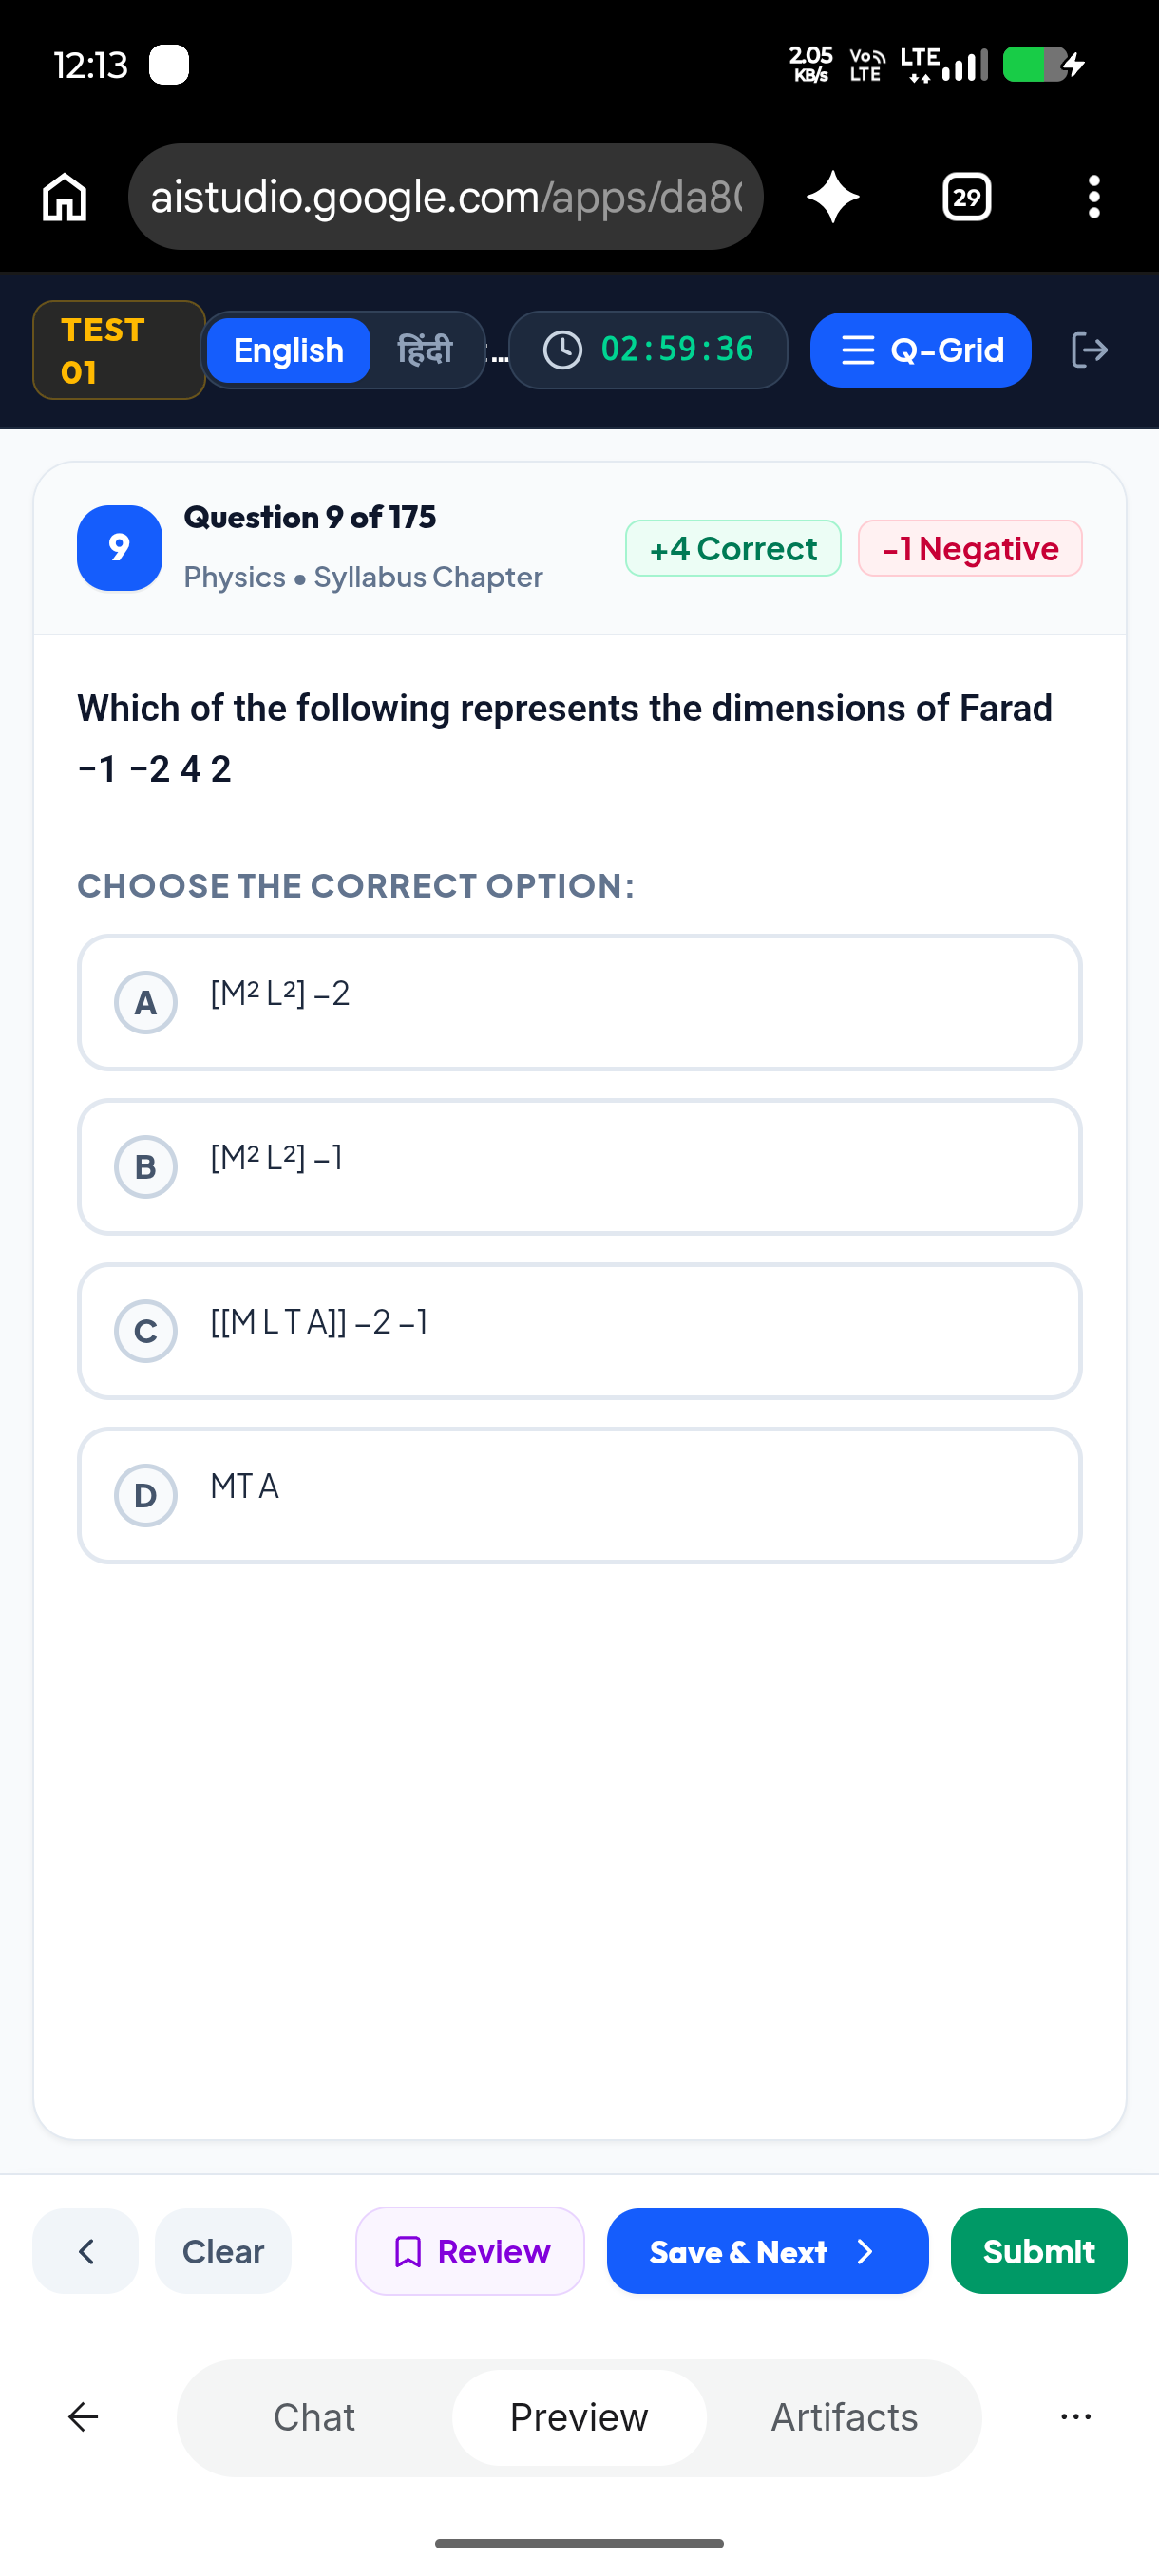 12:13
2.05 KB/s
Vo LTE
LTE
aistudio.google.com/apps/da80
29
TEST
01
English
हिंदी
...
02:59:36
Q-Grid
9
Question 9 of 175
Physics • Syllabus Chapter
+4 Correct
-1 Negative
Which of the following represents the dimensions of Farad
−1 −2 4 2
CHOOSE THE CORRECT OPTION:
A
[M² L²] −2
B
[M² L²] −1
C
[[M L T A]] −2 −1
D
MT A
Clear
Review
Save & Next
Submit
Chat
Preview
Artifacts